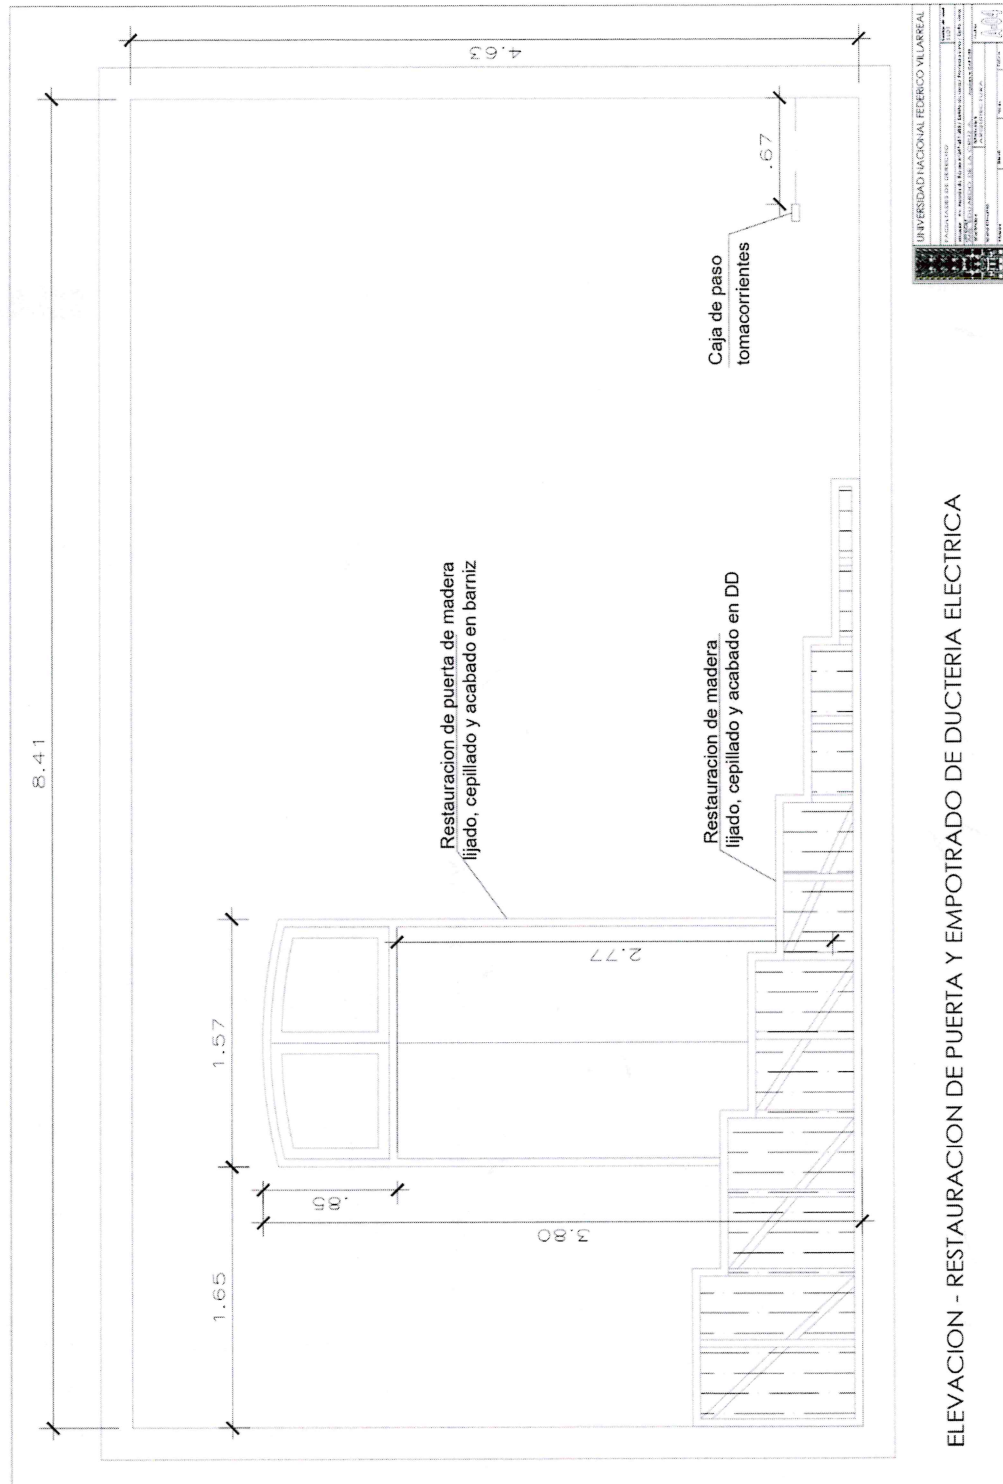 8.41
4.63
1.65
1.57
.85
3.80
2.77
.67
Restauracion de puerta de madera
lijado, cepillado y acabado en barniz
Restauracion de madera
lijado, cepillado y acabado en DD
Caja de paso
tomacorrientes
ELEVACION - RESTAURACION DE PUERTA Y EMPOTRADO DE DUCTERIA ELECTRICA
UNIVERSIDAD NACIONAL FEDERICO VILLARREAL